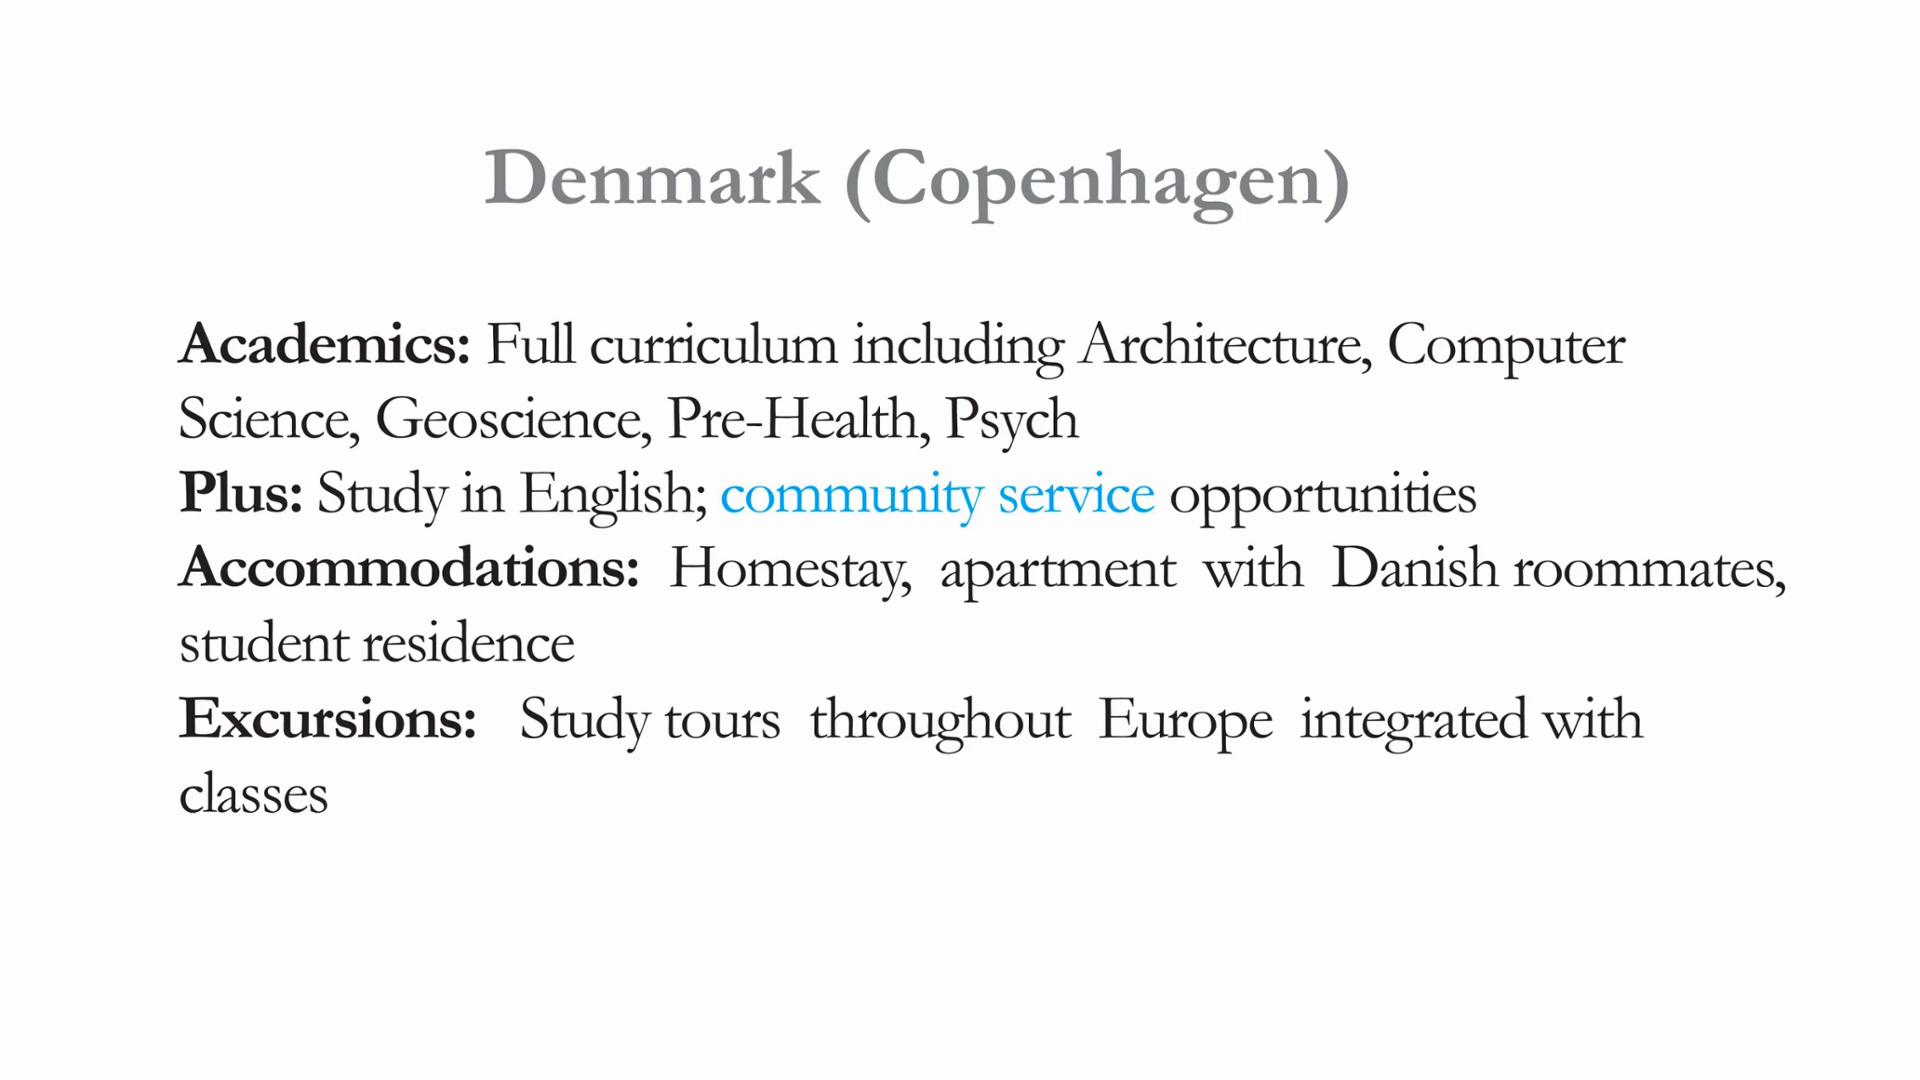 Denmark (Copenhagen)
Academics: Full curriculum including Architecture, Computer
Science, Geoscience, Pre-Health, Psych
Plus: Study in English; community service opportunities
Accommodations: Homestay, apartment with Danish roommates,
student residence
Excursions: Study tours throughout Europe integrated with
classes